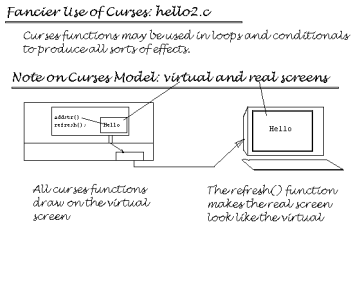 Fancier Use of Curses: hello2.c
Curses functions may be used in loops and conditionals
to produce all sorts of effects.
Note on Curses Model: virtual and real screens
addstr()
refresh();
Hello
Hello
All curses functions
draw on the virtual
screen
The refresh() function
makes the real screen
look like the virtual